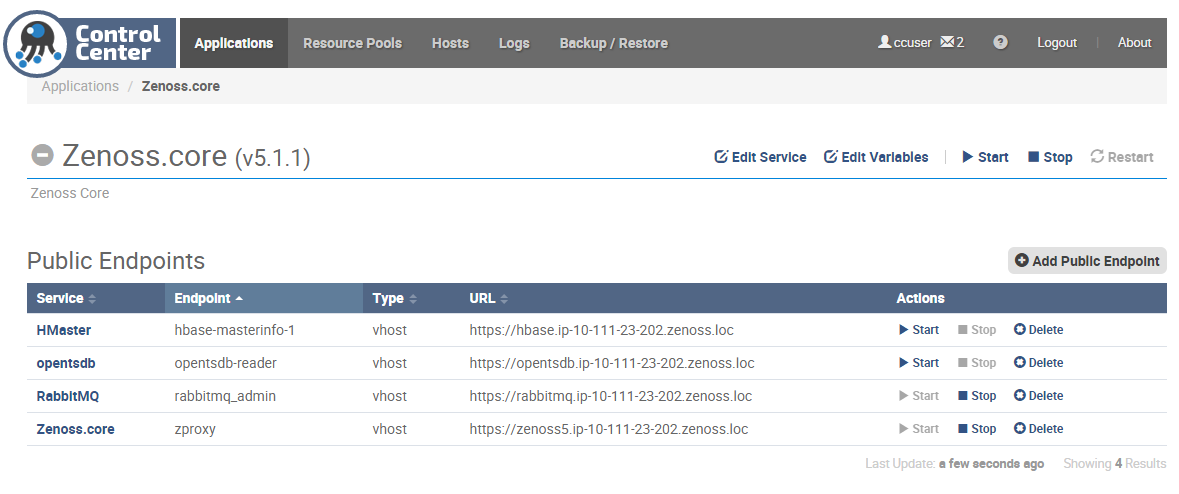 Control Center Applications Resource Pools Hosts Logs Backup / Restore ccuser 2 ? Logout | About
Applications / Zenoss.core
Zenoss.core (v5.1.1) Edit Service Edit Variables | Start Stop Restart
Zenoss Core
Public Endpoints Add Public Endpoint
Service Endpoint Type URL Actions
HMaster hbase-masterinfo-1 vhost https://hbase.ip-10-111-23-202.zenoss.loc Start Stop Delete
opentsdb opentsdb-reader vhost https://opentsdb.ip-10-111-23-202.zenoss.loc Start Stop Delete
RabbitMQ rabbitmq_admin vhost https://rabbitmq.ip-10-111-23-202.zenoss.loc Start Stop Delete
Zenoss.core zproxy vhost https://zenoss5.ip-10-111-23-202.zenoss.loc Start Stop Delete
Last Update: a few seconds ago Showing 4 Results